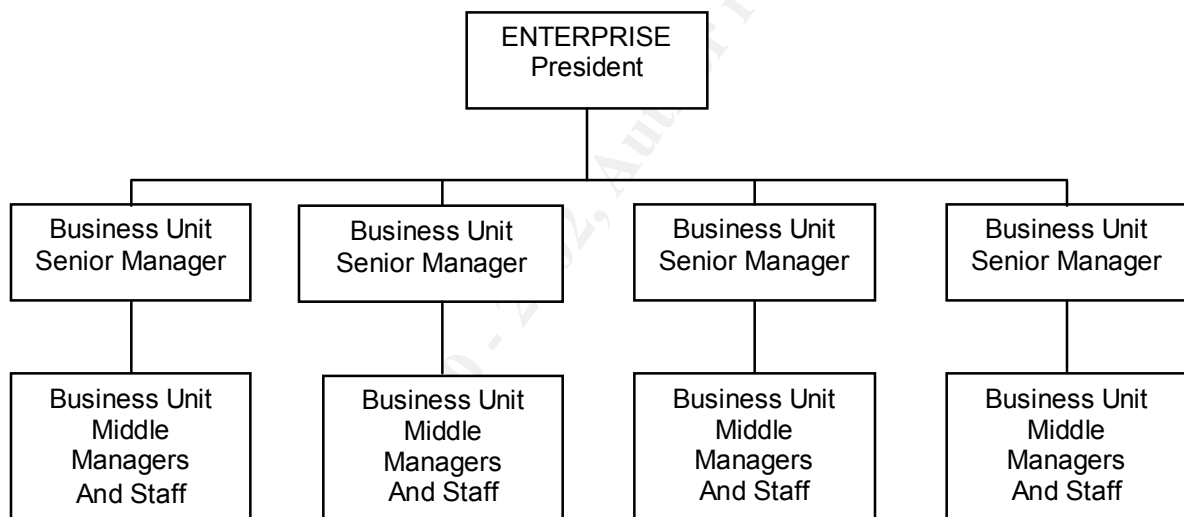 ENTERPRISE
President
Business Unit
Senior Manager
Business Unit
Senior Manager
Business Unit
Senior Manager
Business Unit
Senior Manager
Business Unit
Middle
Managers
And Staff
Business Unit
Middle
Managers
And Staff
Business Unit
Middle
Managers
And Staff
Business Unit
Middle
Managers
And Staff